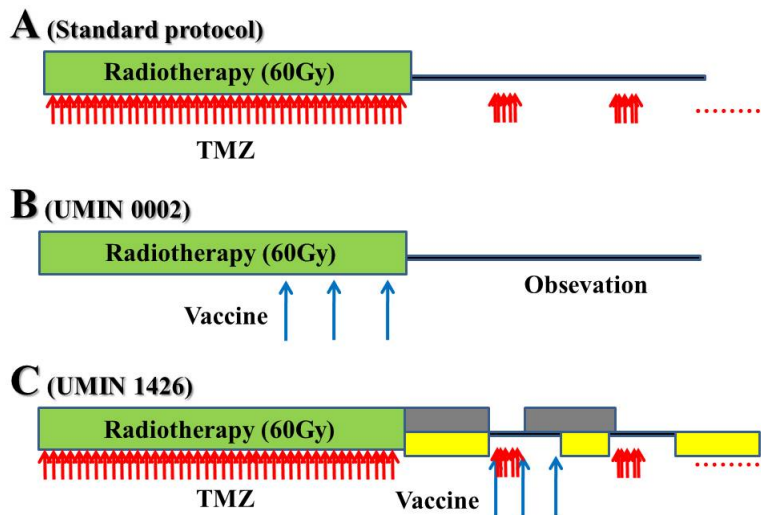 A (Standard protocol)
Radiotherapy (60Gy)
TMZ
B (UMIN 0002)
Radiotherapy (60Gy)
Vaccine
Obsevation
C (UMIN 1426)
Radiotherapy (60Gy)
TMZ
Vaccine